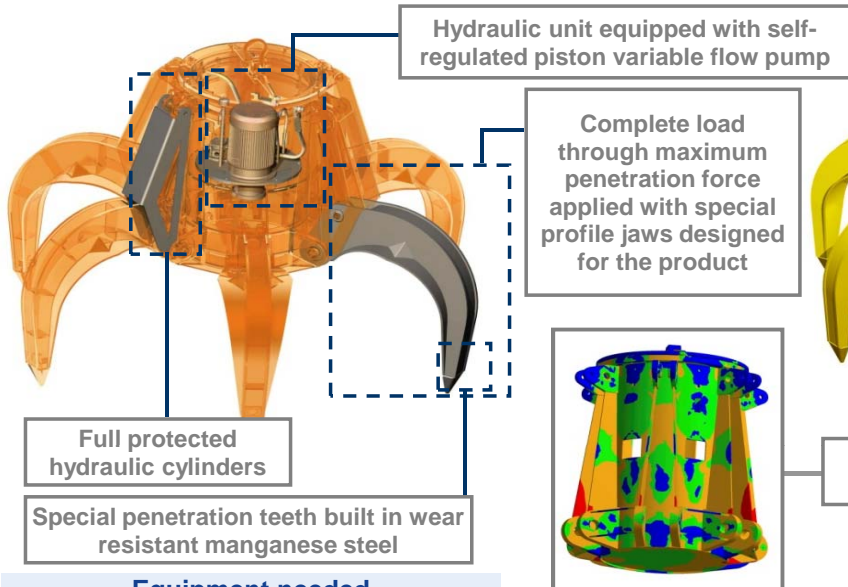 Hydraulic unit equipped with self-
regulated piston variable flow pump
Complete load
through maximum
penetration force
applied with special
profile jaws designed
for the product
Full protected
hydraulic cylinders
Special penetration teeth built in wear
resistant manganese steel
Equipment needed